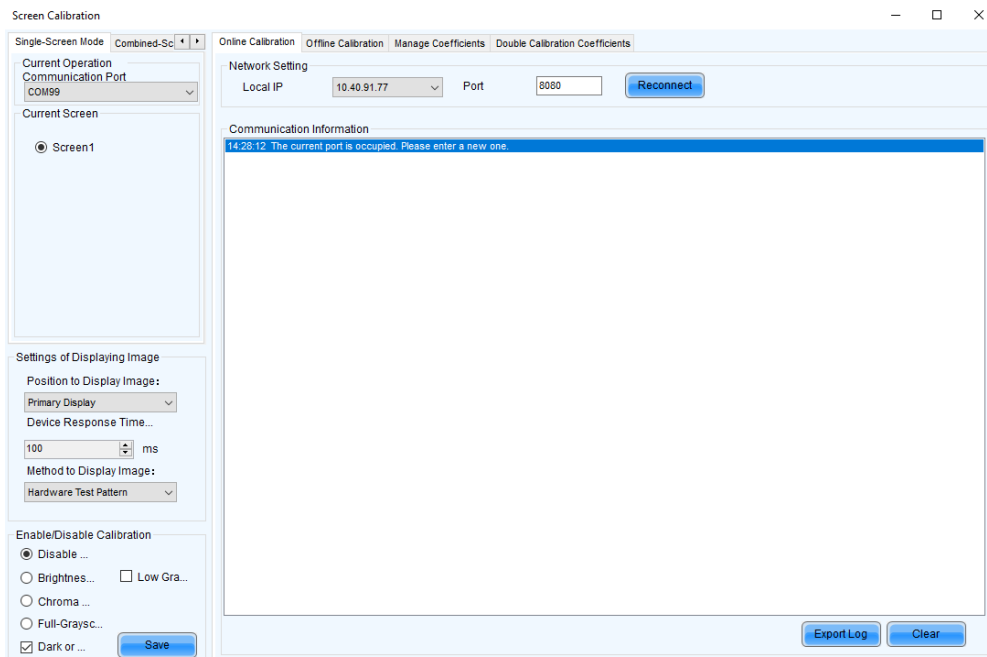 Screen Calibration
Single-Screen Mode
Combined-Sc
Current Operation
Communication Port
COM99
Current Screen
Screen1
Settings of Displaying Image
Position to Display Image:
Primary Display
Device Response Time...
100 ms
Method to Display Image:
Hardware Test Pattern
Enable/Disable Calibration
Disable ...
Brightnes... Low Gra...
Chroma ...
Full-Graysc...
Dark or ... Save
Online Calibration Offline Calibration Manage Coefficients Double Calibration Coefficients
Network Setting
Local IP 10.40.91.77 Port 8080 Reconnect
Communication Information
14:28:12 The current port is occupied. Please enter a new one.
Export Log Clear